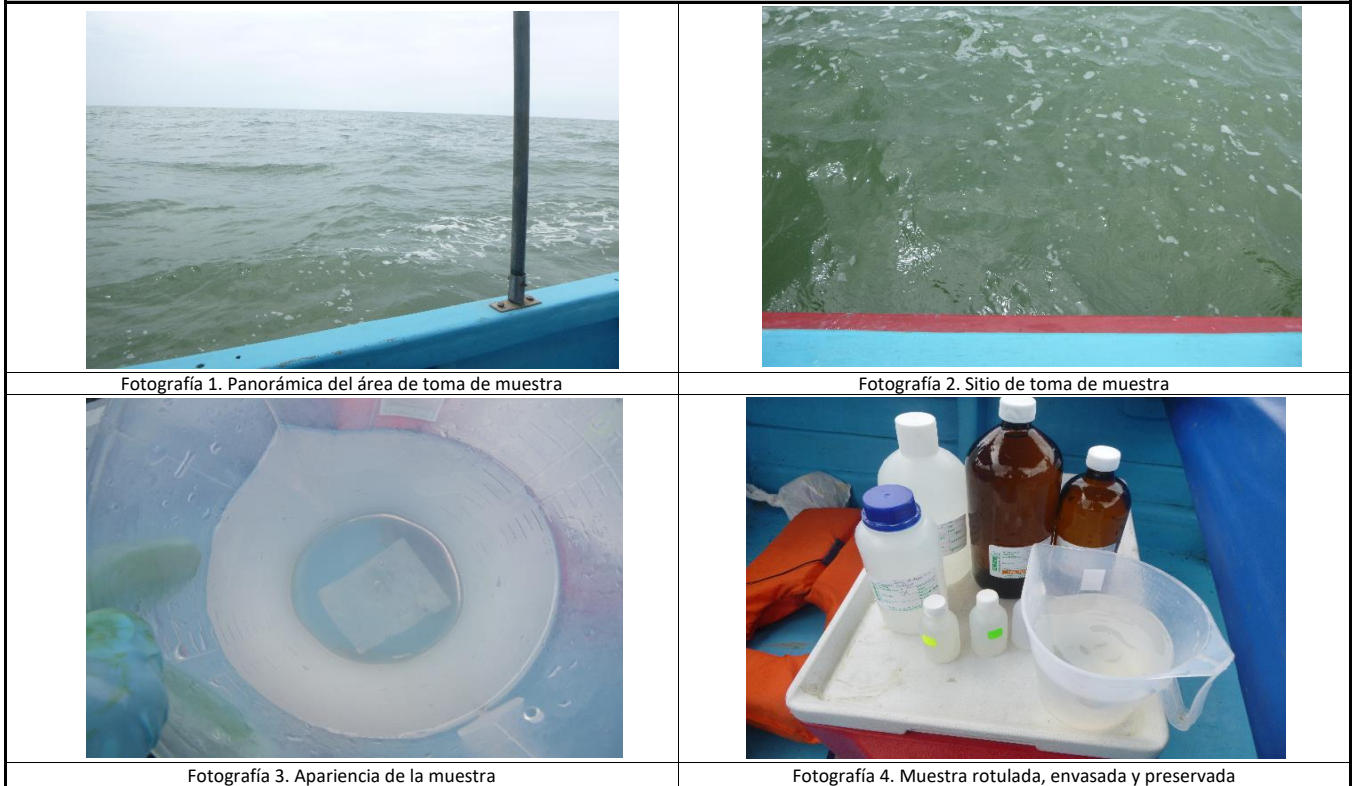 Fotografía 1. Panorámica del área de toma de muestra
Fotografía 2. Sitio de toma de muestra
Fotografía 3. Apariencia de la muestra
Fotografía 4. Muestra rotulada, envasada y preservada